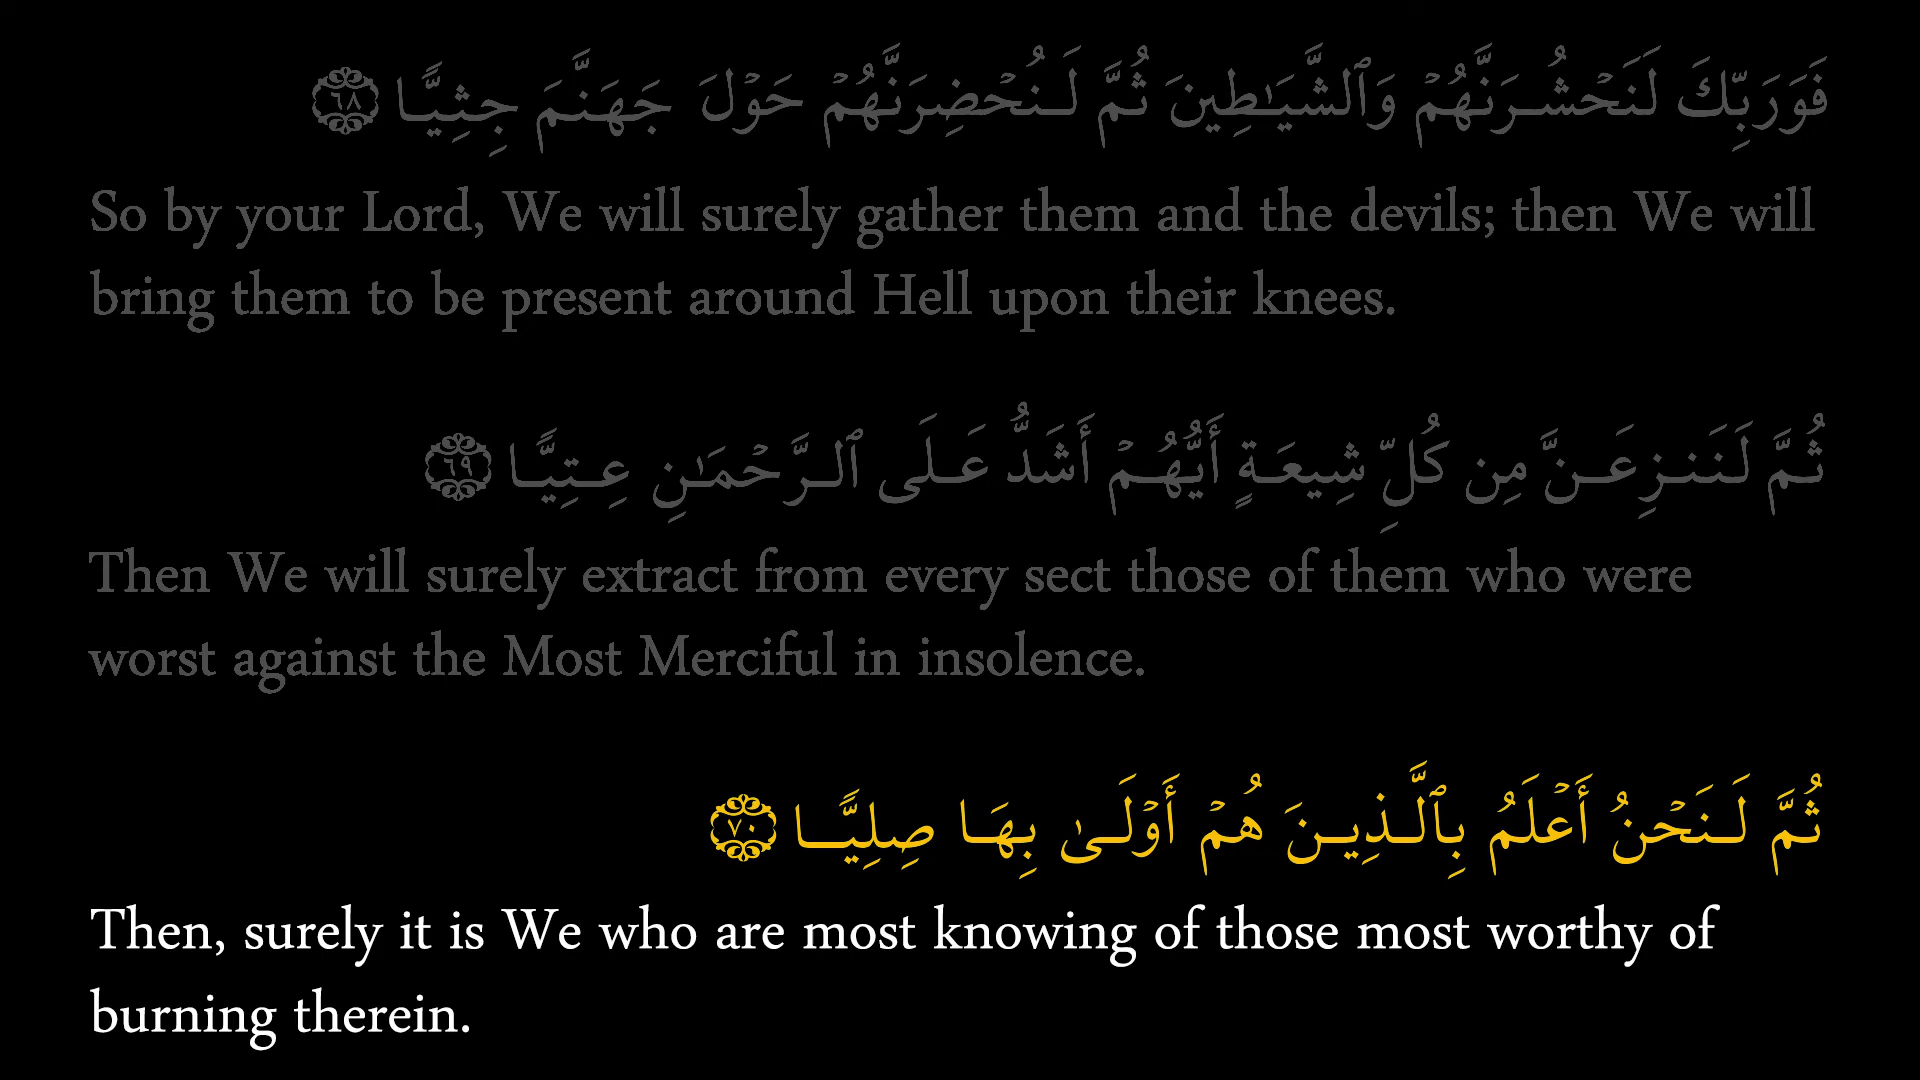 فَوَرَبِّكَ لَنَحْشُرَنَّهُمْ وَٱلشَّيَـٰطِينَ ثُمَّ لَنُحْضِرَنَّهُمْ حَوْلَ جَهَنَّمَ جِثِيًّا ٦٨
So by your Lord, We will surely gather them and the devils; then We will
bring them to be present around Hell upon their knees.
ثُمَّ لَنَنزِعَنَّ مِن كُلِّ شِيعَةٍ أَيُّهُمْ أَشَدُّ عَلَى ٱلرَّحْمَـٰنِ عِتِيًّا ٦٩
Then We will surely extract from every sect those of them who were
worst against the Most Merciful in insolence.
ثُمَّ لَنَحْنُ أَعْلَمُ بِٱلَّذِينَ هُمْ أَوْلَىٰ بِهَا صِلِيًّا ٧٠
Then, surely it is We who are most knowing of those most worthy of
burning therein.